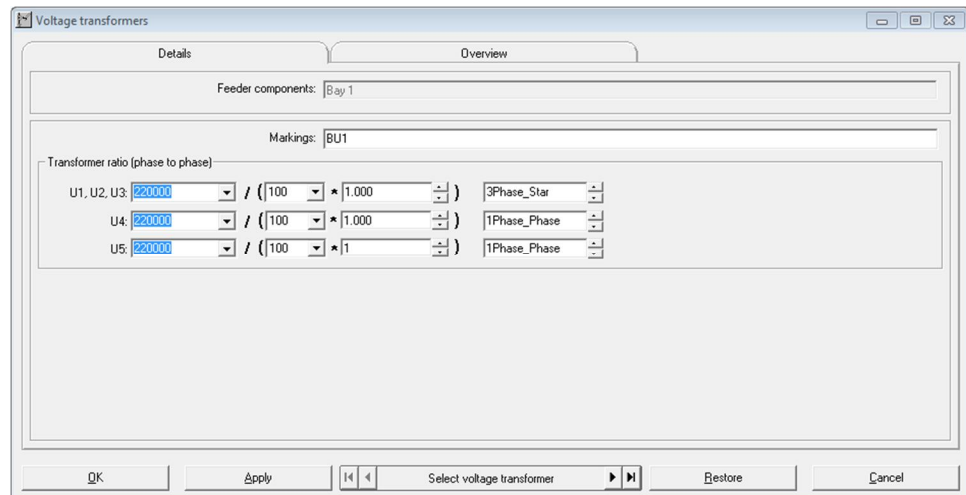 Voltage transformers
Details Overview
Feeder components: Bay 1
Markings: BU1
Transformer ratio (phase to phase)
U1, U2, U3: 220000 / ( 100 * 1.000 ) 3Phase_Star
U4: 220000 / ( 100 * 1.000 ) 1Phase_Phase
U5: 220000 / ( 100 * 1 ) 1Phase_Phase
OK Apply Select voltage transformer Restore Cancel